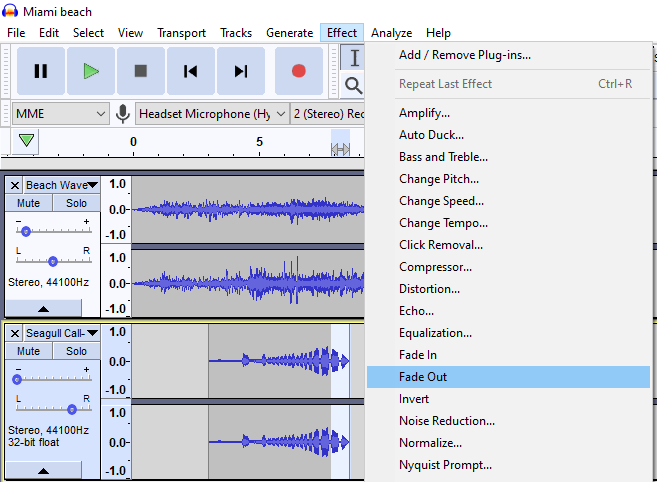 Miami beach
File Edit Select View Transport Tracks Generate Effect Analyze Help
Add / Remove Plug-ins...
Repeat Last Effect Ctrl+R
MME Headset Microphone (Hy 2 (Stereo) Rec
Amplify...
Auto Duck...
0 5
Bass and Treble...
Change Pitch...
Change Speed...
Change Tempo...
Click Removal...
Compressor...
Distortion...
Echo...
Equalization...
Fade In
Fade Out
Invert
Noise Reduction...
Normalize...
Nyquist Prompt...
X Beach Wave 1.0
Mute Solo
- +
0.0-
L R
-1.0
Stereo, 44100Hz
1.0
0.0-
-1.0
X Seagull Call- 1.0
Mute Solo
- +
0.0-
L R
-1.0
Stereo, 44100Hz
32-bit float
1.0
0.0-
-1.0